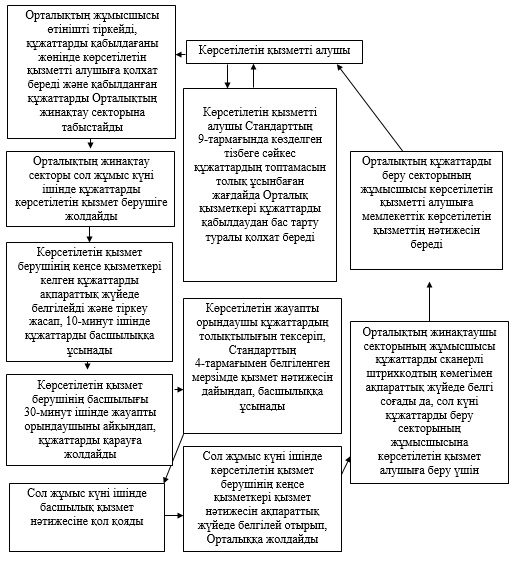 Орталықтың жұмысшысы
өтінішті тіркейді,
құжаттарды қабылдағаны
жөнінде көрсетілетін
қызметті алушыға қолхат
береді және қабылданған
құжаттарды Орталықтың
жинақтау секторына
табыстайды
Көрсетілетін қызметті алушы
Көрсетілетін қызметті
алушы Стандарттың
9-тармағында көзделген
тізбеге сәйкес
құжаттардың топтамасын
толық ұсынбаған
жағдайда Орталық
қызметкері құжаттарды
қабылдаудан бас тарту
туралы қолхат береді
Орталықтың құжаттарды
беру секторының
жұмысшысы көрсетілетін
қызметті алушыға
мемлекеттік көрсетілетін
қызметтің нәтижесін
береді
Орталықтың жинақтау
секторы сол жұмыс күні
ішінде құжаттарды
көрсетілетін қызмет берушіге
жолдайды
Көрсетілетін қызмет
берушінің кеңсе қызметкері
келген құжаттарды
ақпараттық жүйеде
белгілейді және тіркеу
жасап, 10-минут ішінде
құжаттарды басшылыққа
ұсынады
Көрсетілетін жауапты
орындаушы құжаттардың
толықтылығын тексеріп,
Стандарттың
4-тармағымен белгіленген
мерзімде қызмет нәтижесін
дайындап, басшылыққа
ұсынады
Орталықтың жинақтаушы
секторының жұмысшысы
құжаттарды сканерлі
штрихкодтың көмегімен
ақпараттық жүйеде белгі
соғады да, сол күні
құжаттарды беру
секторының
жұмысшысына
көрсетілетін қызмет
алушыға беру үшін
Көрсетілетін қызмет
берушінің басшылығы
30-минут ішінде жауапты
орындаушыны айқындап,
құжаттарды қарауға
жолдайды
Сол жұмыс күні ішінде
басшылық қызмет
нәтижесіне қол қояды
Сол жұмыс күні ішінде
көрсетілетін қызмет
берушінің кеңсе
қызметкері қызмет
нәтижесін ақпараттық
жүйеде белгілей отырып,
Орталыққа жолдайды